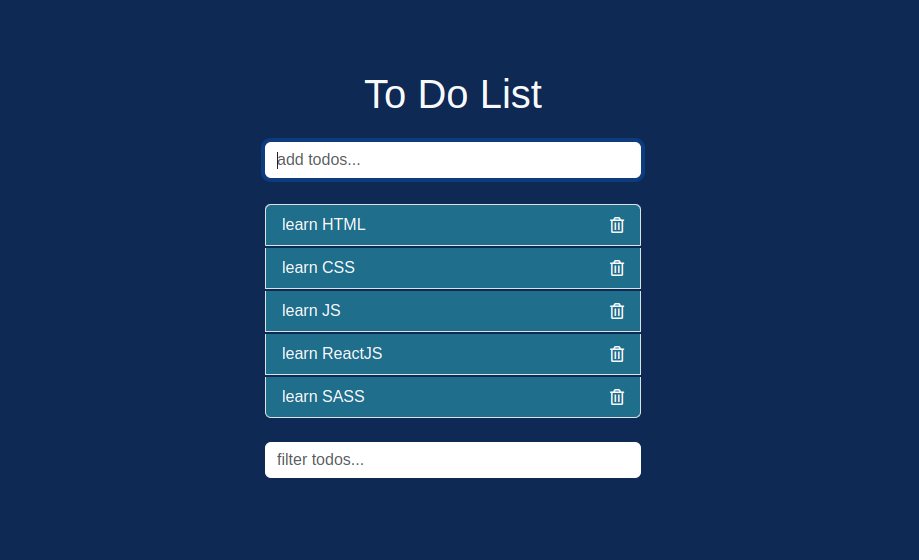 To Do List
add todos...
learn HTML
learn CSS
learn JS
learn ReactJS
learn SASS
filter todos...